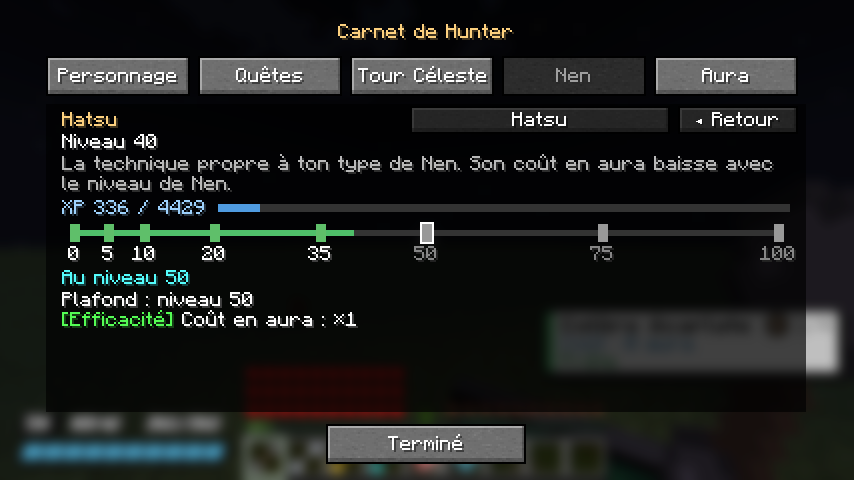 Carnet de Hunter
Personnage
Quêtes
Tour Céleste
Nen
Aura
Hatsu
Hatsu
◂ Retour
Niveau 40
La technique propre à ton type de Nen. Son coût en aura baisse avec
le niveau de Nen.
XP 336 / 4429
0 5 10 20 35 50 75 100
Au niveau 50
Plafond : niveau 50
[Efficacité] Coût en aura : ×1
Terminé